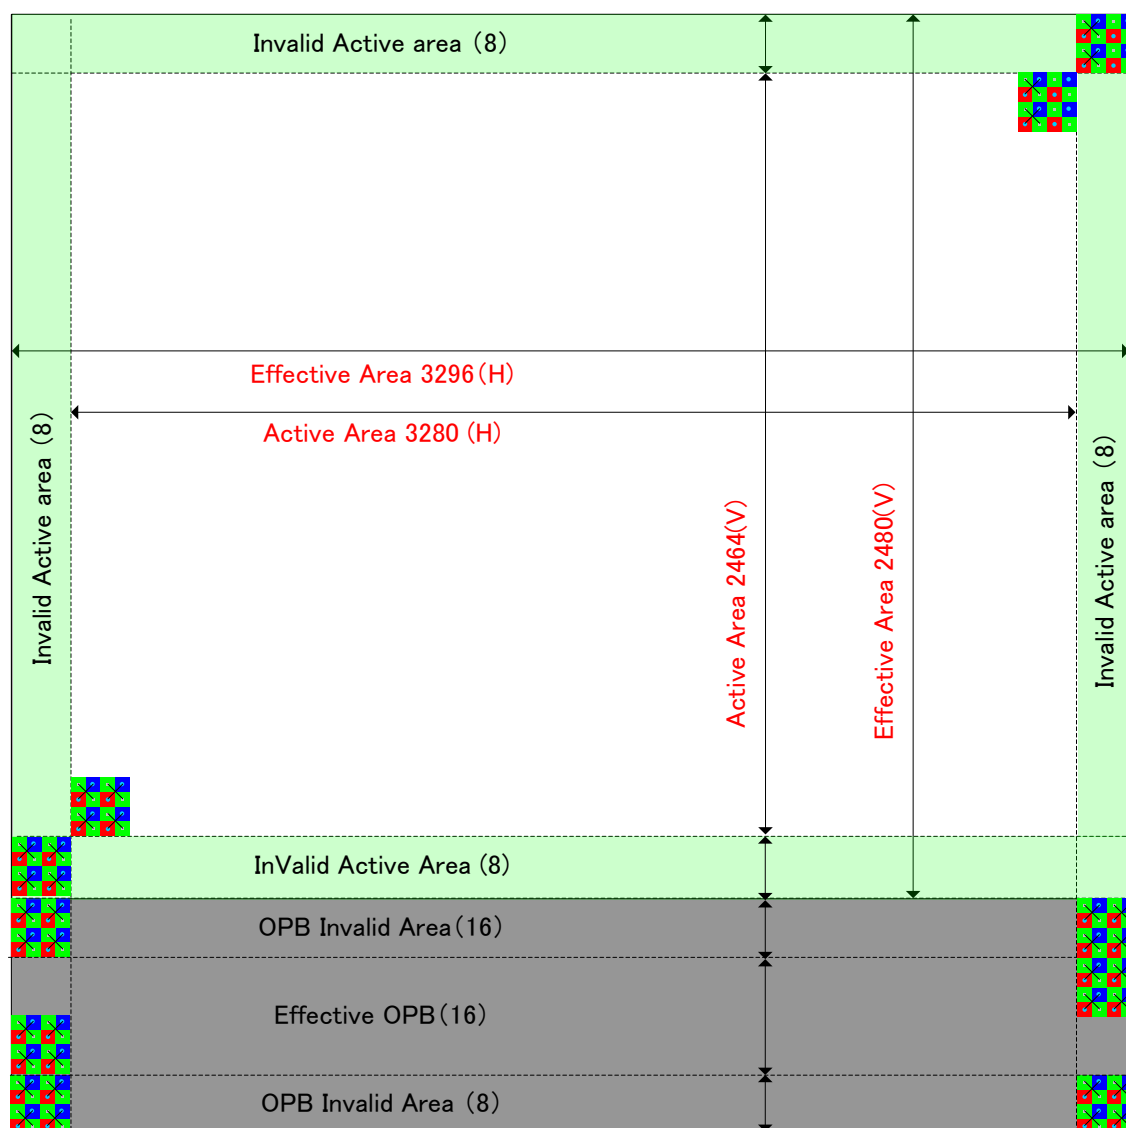 Invalid Active area (8)
Effective Area 3296(H)
Active Area 3280 (H)
Invalid Active area (8)
Invalid Active area (8)
Active Area 2464(V)
Effective Area 2480(V)
InValid Active Area (8)
OPB Invalid Area(16)
Effective OPB(16)
OPB Invalid Area (8)